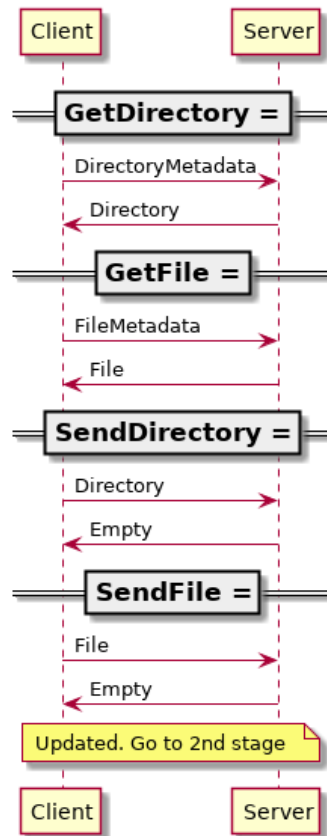 Client Server
GetDirectory =
DirectoryMetadata
Directory
GetFile =
FileMetadata
File
SendDirectory =
Directory
Empty
SendFile =
File
Empty
Updated. Go to 2nd stage
Client Server